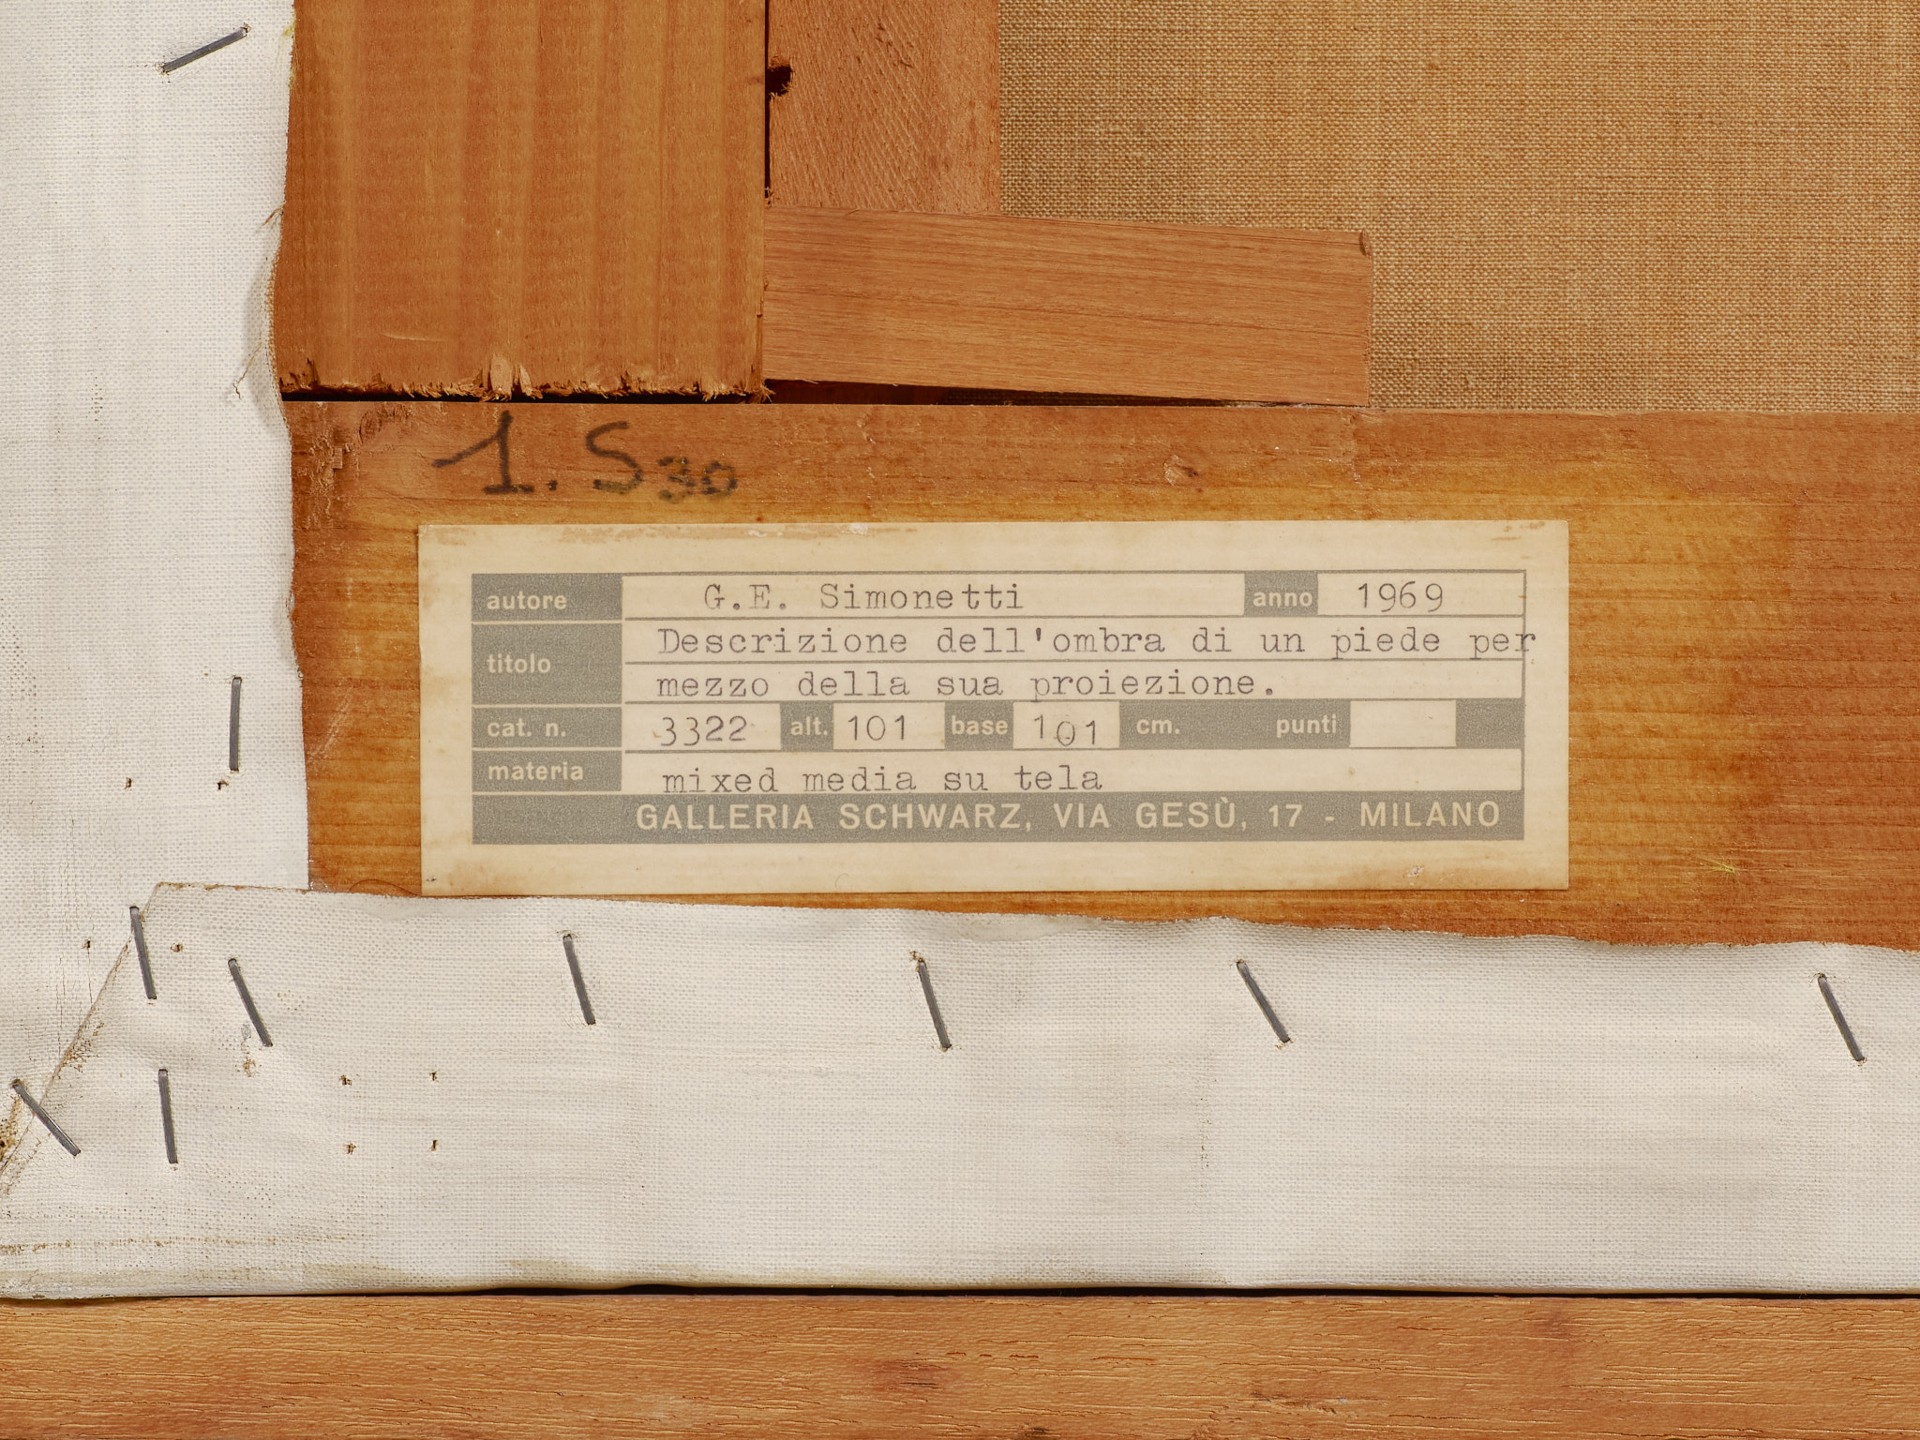 1. S30
autore G.E. Simonetti anno 1969
titolo Descrizione dell'ombra di un piede per
mezzo della sua proiezione.
cat. n. 3322 alt. 101 base 101 cm. punti
materia mixed media su tela
GALLERIA SCHWARZ, VIA GESÙ, 17 - MILANO